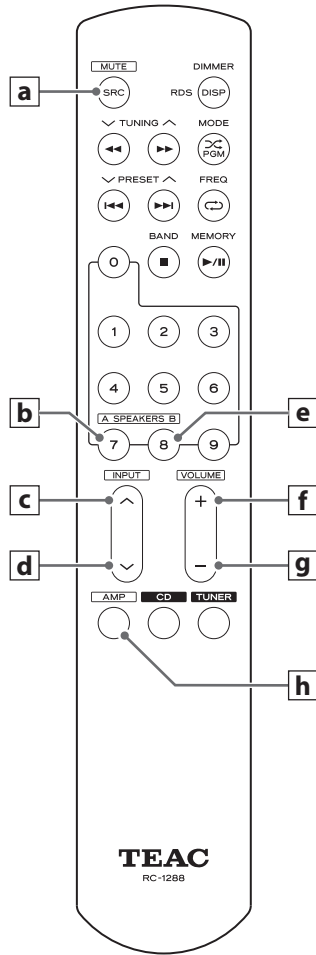 MUTE DIMMER
a SRC RDS DISP
TUNING MODE
PGM
PRESET FREQ
BAND MEMORY
0
1 2 3
4 5 6
b A SPEAKERS B e
7 8 9
INPUT VOLUME
c + f
d − g
AMP CD TUNER
h
TEAC
RC-1288